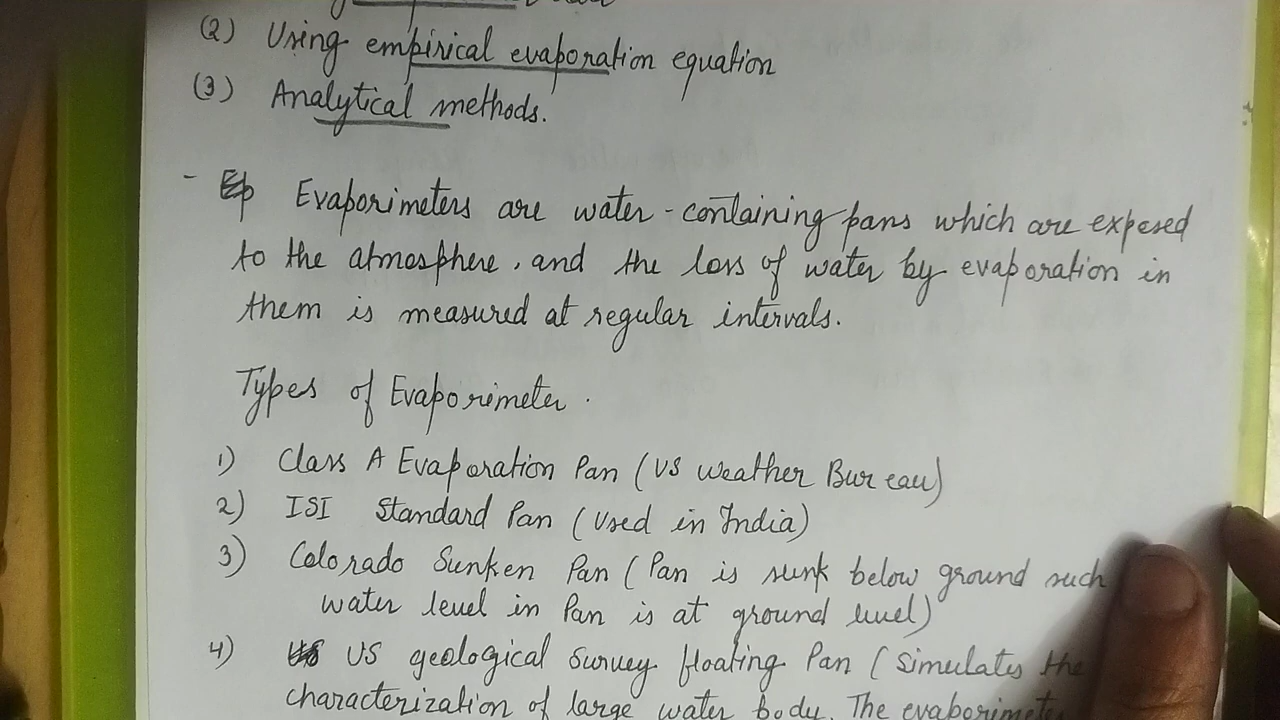 (2) Using empirical evaporation equation
(3) Analytical methods.
- Evaporimeters are water-containing pans which are exposed
to the atmosphere, and the loss of water by evaporation in
them is measured at regular intervals.
Types of Evaporimeter.
1) Class A Evaporation Pan (US Weather Bureau)
2) ISI Standard Pan (Used in India)
3) Colorado Sunken Pan (Pan is sunk below ground such
water level in Pan is at ground level)
4) US geological Survey floating Pan (Simulates the
characterization of large water body. The evaporimeter